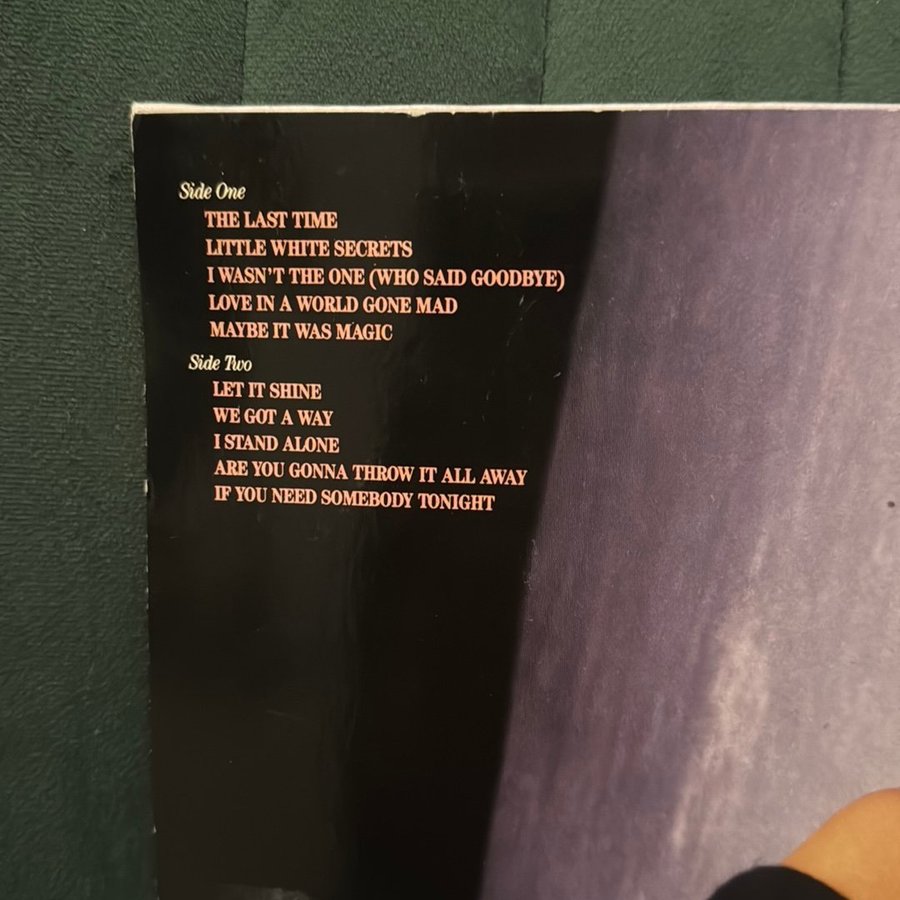 Side One
THE LAST TIME
LITTLE WHITE SECRETS
I WASN'T THE ONE (WHO SAID GOODBYE)
LOVE IN A WORLD GONE MAD
MAYBE IT WAS MAGIC
Side Two
LET IT SHINE
WE GOT A WAY
I STAND ALONE
ARE YOU GONNA THROW IT ALL AWAY
IF YOU NEED SOMEBODY TONIGHT